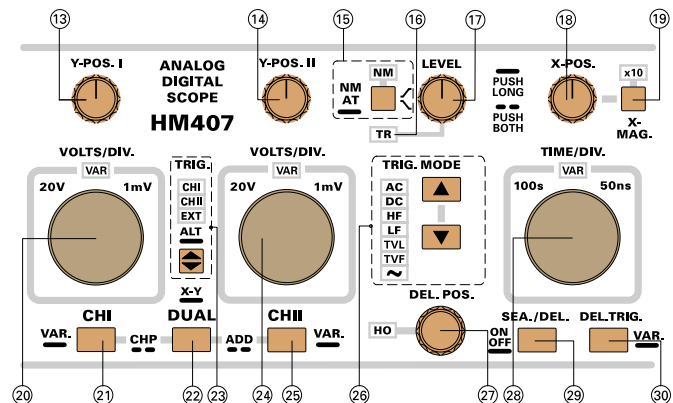 13 14 15 16 17 18 19
Y-POS. I
ANALOG
DIGITAL
SCOPE
HM407
Y-POS. II
NM
AT
NM
LEVEL
TR
PUSH
LONG
PUSH
BOTH
X-POS.
x10
X-
MAG.
VOLTS/DIV.
VAR
20V 1mV
TRIG.
CHI
CHII
EXT
ALT
VOLTS/DIV.
VAR
20V 1mV
TRIG. MODE
AC
DC
HF
LF
TVL
TVF
~
TIME/DIV.
VAR
100s 50ns
X-Y
VAR.
CHI
CHP
DUAL
ADD
CHII
VAR.
HO
DEL. POS.
ON
OFF
SEA./DEL.
DEL.TRIG.
VAR.
20 21 22 23 24 25 26 27 28 29 30